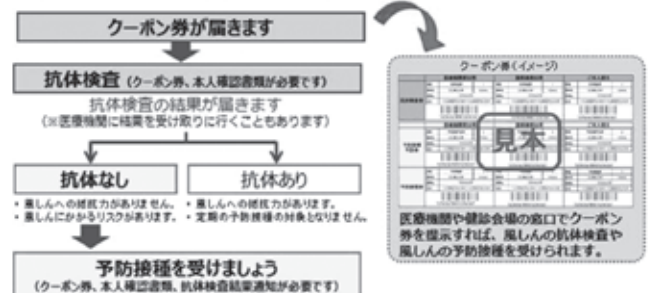 クーポン券が届きます
抗体検査（クーポン券、本人確認書類が必要です）
抗体検査の結果が届きます
（※医療機関に結果を受け取りに行くこともあります）
抗体なし
・風しんへの抵抗力がありません。
・風しんにかかるリスクがあります。
抗体あり
・風しんへの抵抗力があります。
・定期の予防接種の対象となりません。
予防接種を受けましょう
（クーポン券、本人確認書類、抗体検査結果通知が必要です）
クーポン券（イメージ）
見本
医療機関や健診会場の窓口でクーポン
券を提示すれば、風しんの抗体検査や
風しんの予防接種を受けられます。